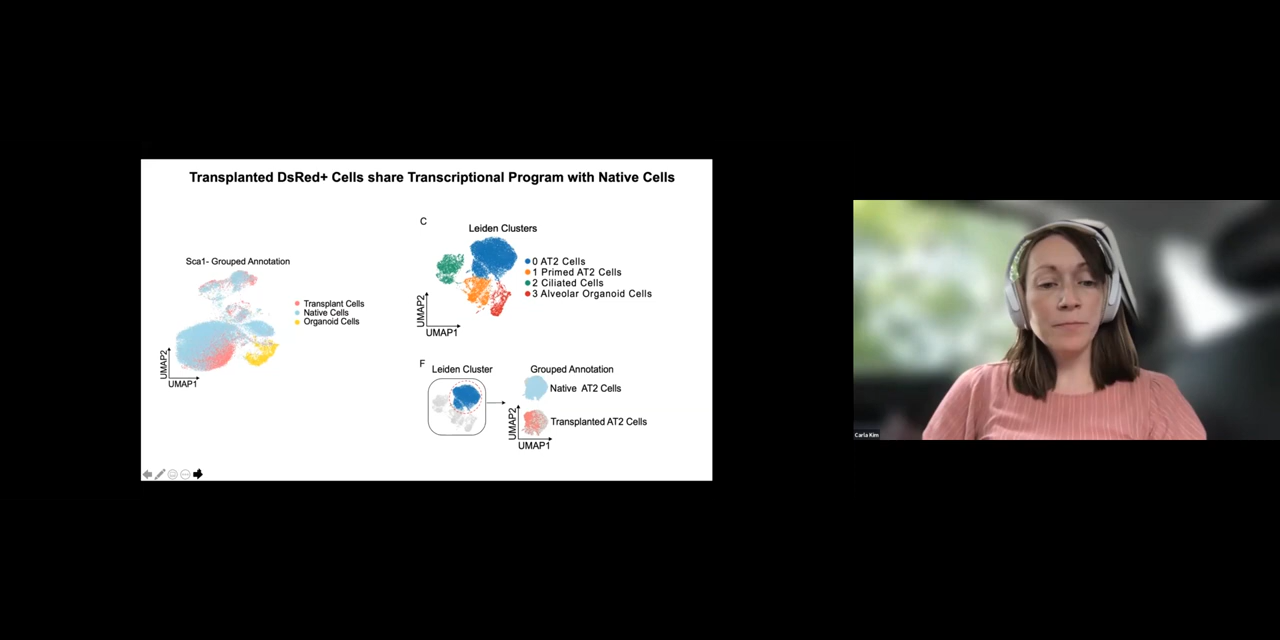 Transplanted DsRed+ Cells share Transcriptional Program with Native Cells
Sca1- Grouped Annotation
Transplant Cells
Native Cells
Organoid Cells
UMAP2
UMAP1
C
Leiden Clusters
0 AT2 Cells
1 Primed AT2 Cells
2 Ciliated Cells
3 Alveolar Organoid Cells
UMAP2
UMAP1
F
Leiden Cluster
Grouped Annotation
Native AT2 Cells
Transplanted AT2 Cells
UMAP2
UMAP1
Carla Kim